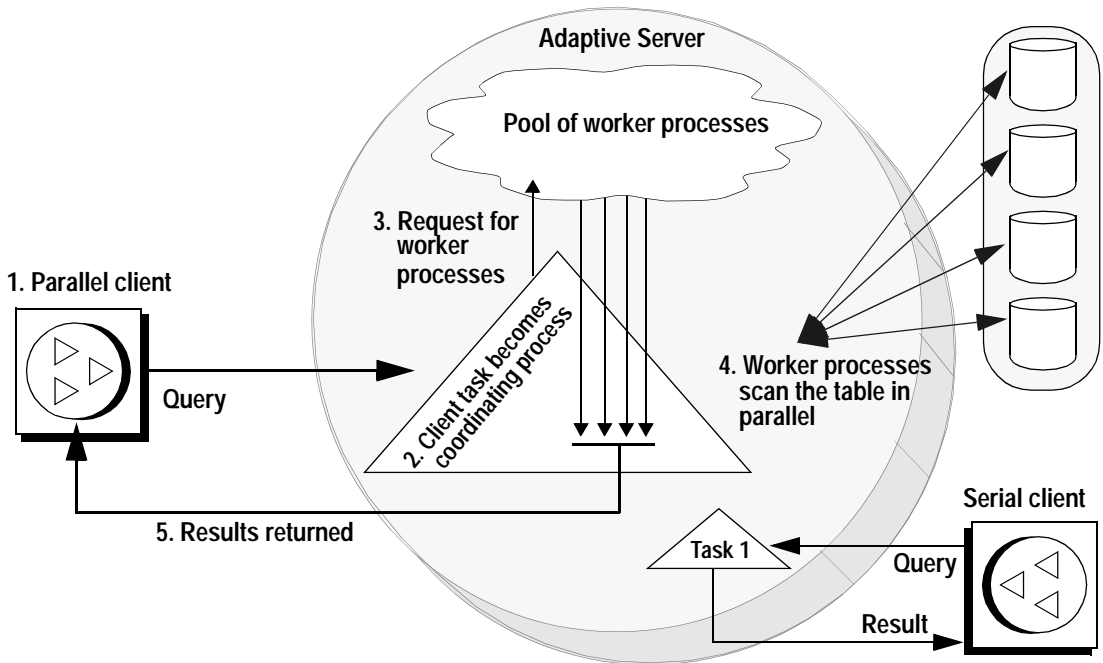 Adaptive Server
Pool of worker processes
3. Request for
worker
processes
1. Parallel client
Query
2. Client task becomes
coordinating process
4. Worker processes
scan the table in
parallel
5. Results returned
Serial client
Task 1
Query
Result